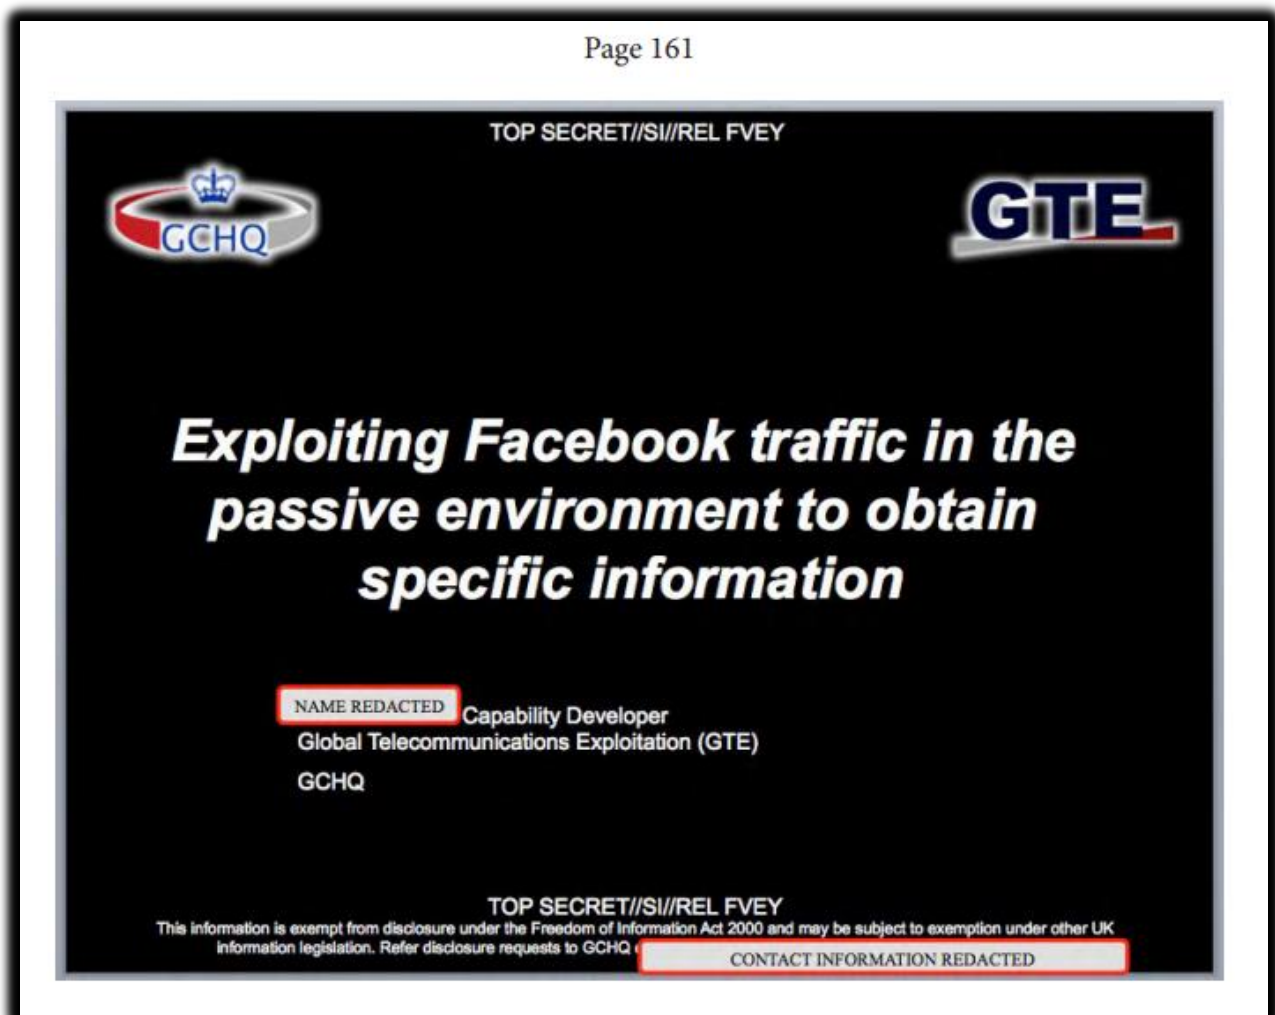 Page 161
TOP SECRET//SI//REL FVEY
GCHQ
GTE
Exploiting Facebook traffic in the
passive environment to obtain
specific information
NAME REDACTED Capability Developer
Global Telecommunications Exploitation (GTE)
GCHQ
TOP SECRET//SI//REL FVEY
This information is exempt from disclosure under the Freedom of Information Act 2000 and may be subject to exemption under other UK
information legislation. Refer disclosure requests to GCHQ
CONTACT INFORMATION REDACTED